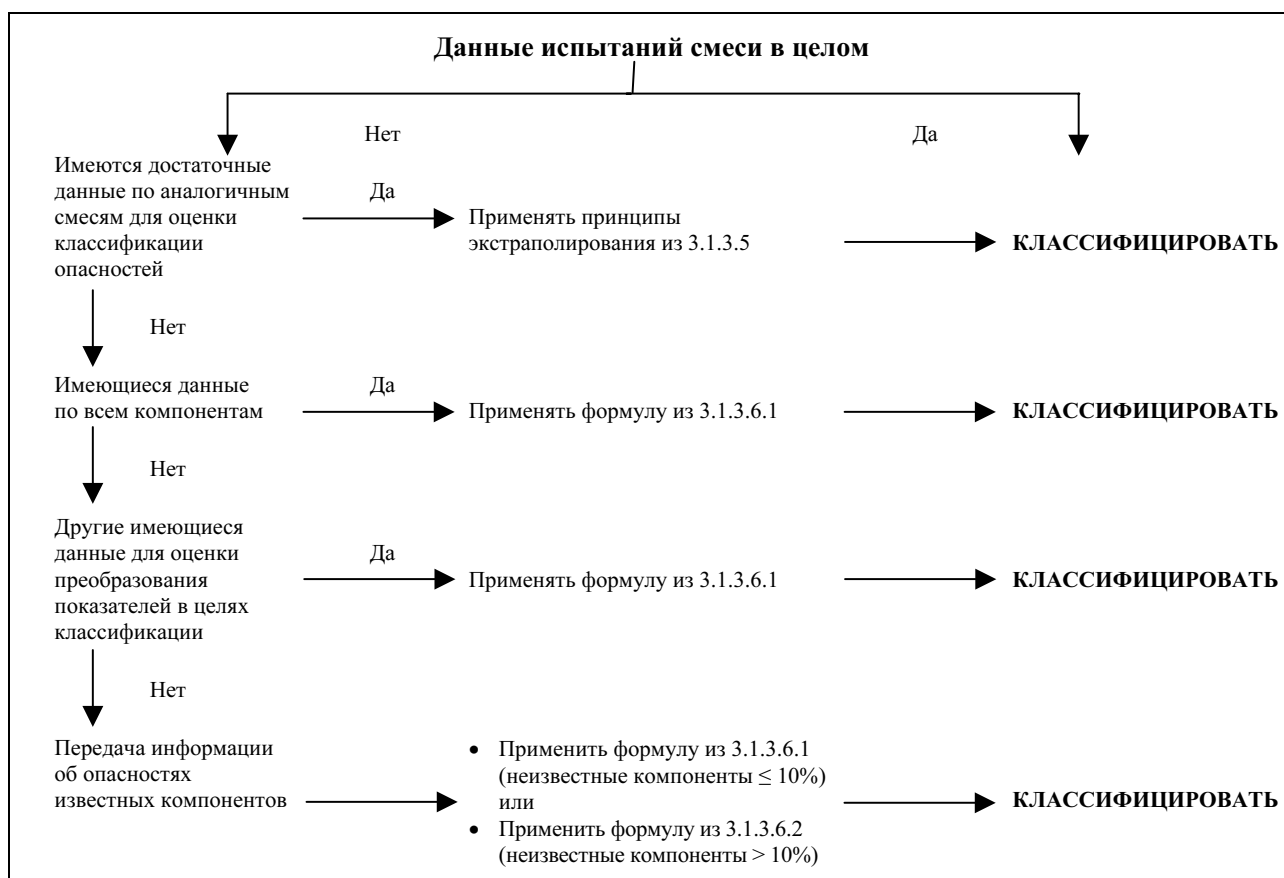 Данные испытаний смеси в целом
Нет
Да
Имеются достаточные
данные по аналогичным
смесям для оценки
классификации
опасностей
Да
Применять принципы
экстраполирования из 3.1.3.5
КЛАССИФИЦИРОВАТЬ
Нет
Имеющиеся данные
по всем компонентам
Да
Применять формулу из 3.1.3.6.1
КЛАССИФИЦИРОВАТЬ
Нет
Другие имеющиеся
данные для оценки
преобразования
показателей в целях
классификации
Да
Применять формулу из 3.1.3.6.1
КЛАССИФИЦИРОВАТЬ
Нет
Передача информации
об опасностях
известных компонентов
• Применить формулу из 3.1.3.6.1
(неизвестные компоненты ≤ 10%)
или
• Применить формулу из 3.1.3.6.2
(неизвестные компоненты > 10%)
КЛАССИФИЦИРОВАТЬ